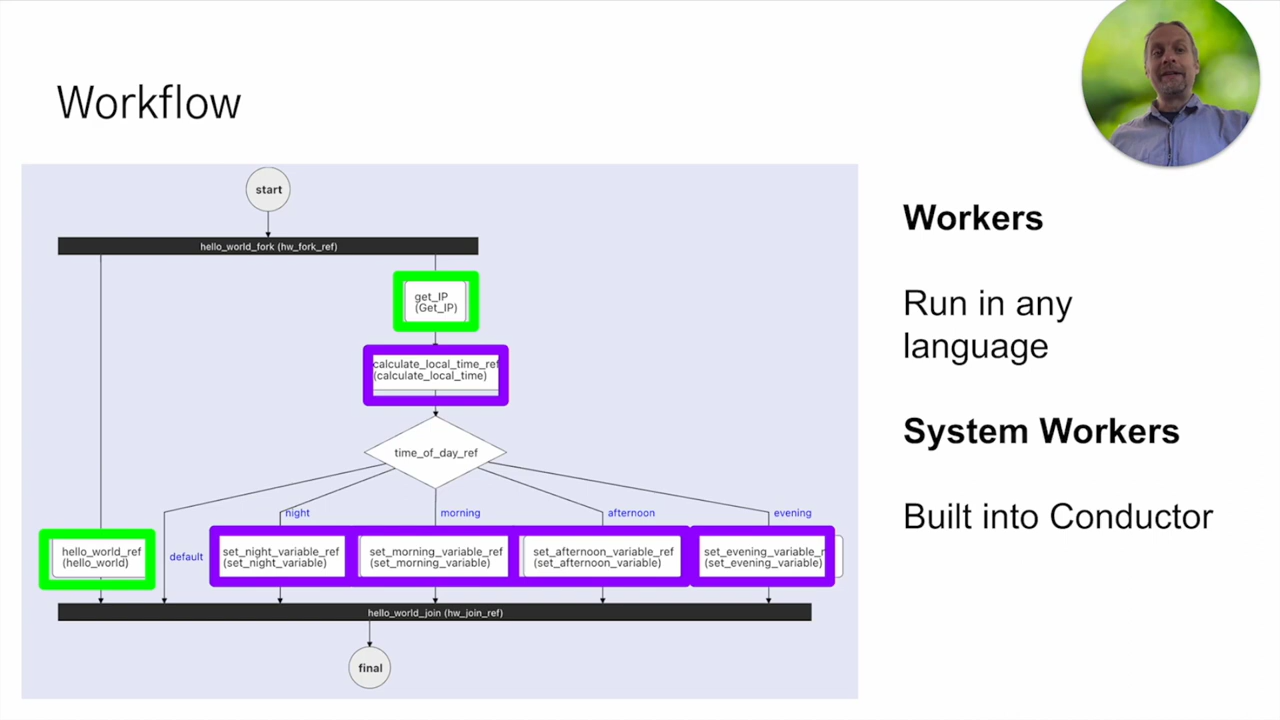 Workflow
start
hello_world_fork (hw_fork_ref)
get_IP
(Get_IP)
calculate_local_time_ref
(calculate_local_time)
time_of_day_ref
night
morning
afternoon
evening
default
hello_world_ref
(hello_world)
set_night_variable_ref
(set_night_variable)
set_morning_variable_ref
(set_morning_variable)
set_afternoon_variable_ref
(set_afternoon_variable)
set_evening_variable_r
(set_evening_variable)
hello_world_join (hw_join_ref)
final
Workers
Run in any
language
System Workers
Built into Conductor